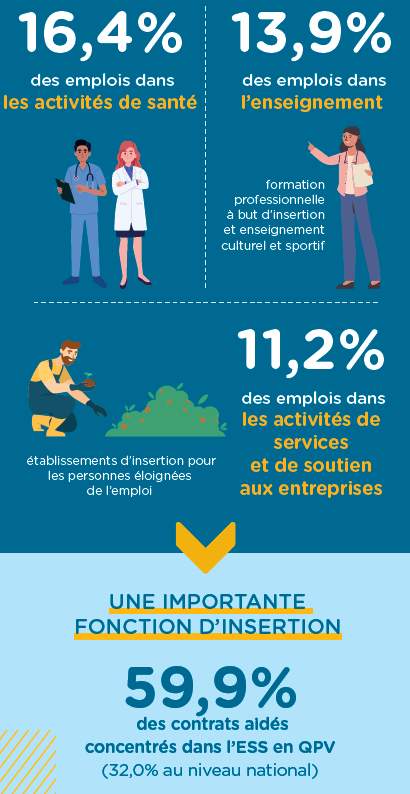 16,4%
des emplois dans
les activités de santé
13,9%
des emplois dans
l'enseignement
formation
professionnelle
à but d'insertion
et enseignement
culturel et sportif
établissements d'insertion pour
les personnes éloignées
de l'emploi
11,2%
des emplois dans
les activités de
services
et de soutien
aux entreprises
UNE IMPORTANTE
FONCTION D'INSERTION
59,9%
des contrats aidés
concentrés dans l'ESS en QPV
(32,0% au niveau national)